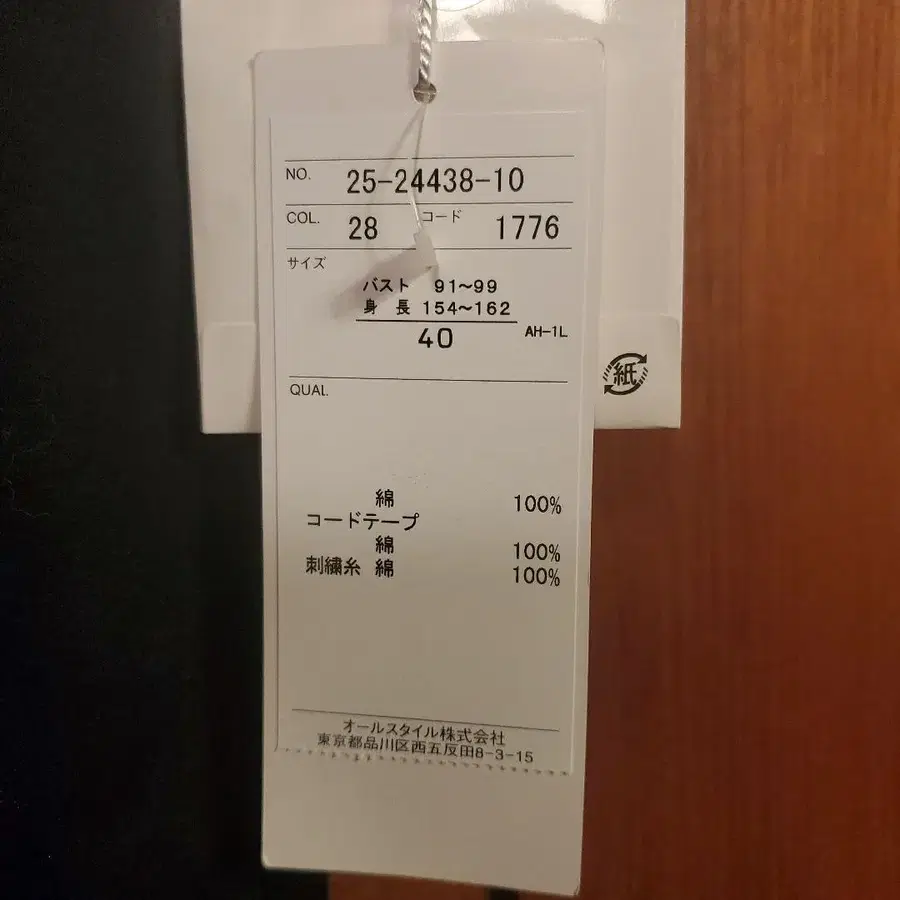 NO. 25-24438-10
COL. 28 コード 1776
サイズ
バスト 91~99
身 長 154~162
40 AH-1L
QUAL.
綿 100%
コードテープ
綿 100%
刺繍糸 綿 100%
オールスタイル株式会社
東京都品川区西五反田8-3-15
紙